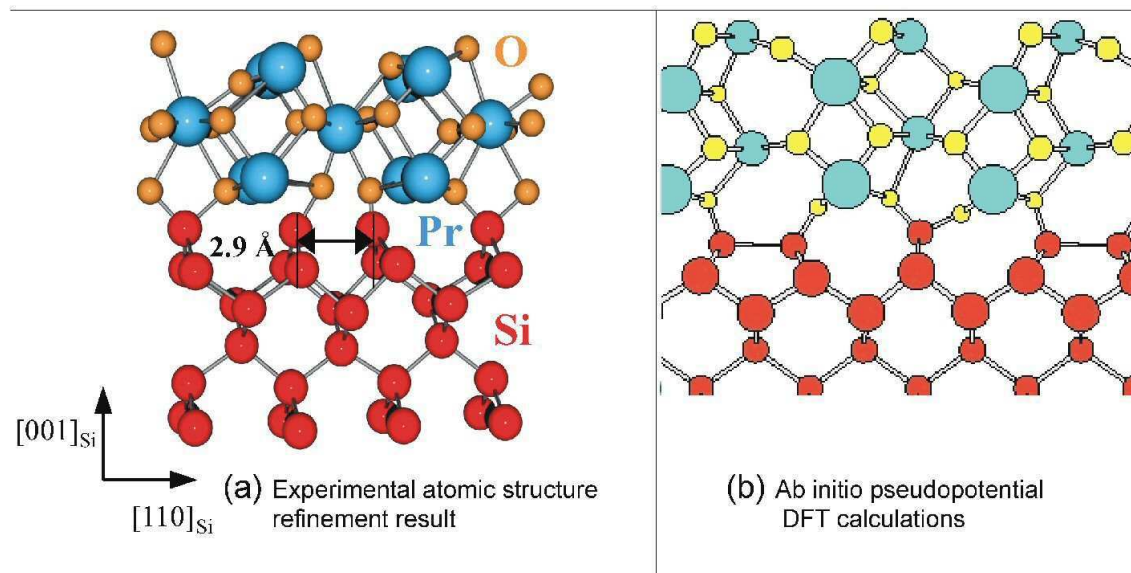 O
Pr
2.9 Å
Si
[001]Si
[110]Si
(a) Experimental atomic structure
refinement result
(b) Ab initio pseudopotential
DFT calculations